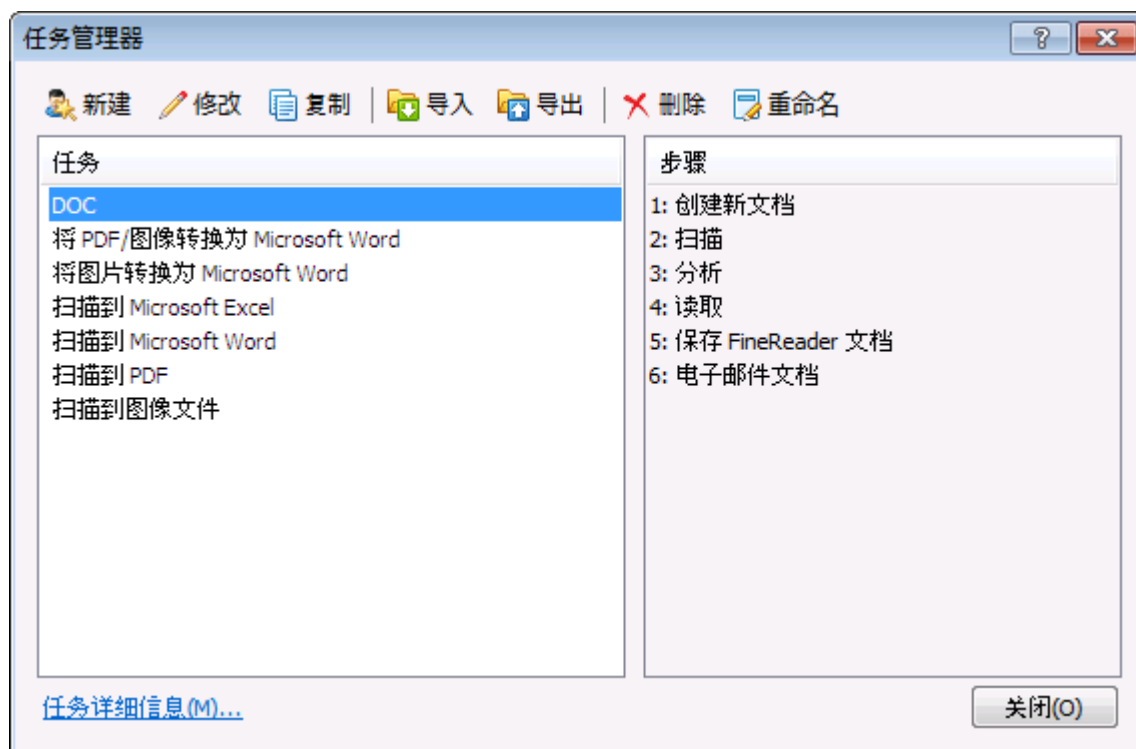 任务管理器
新建 修改 复制 导入 导出 删除 重命名
任务
DOC
将 PDF/图像转换为 Microsoft Word
将图片转换为 Microsoft Word
扫描到 Microsoft Excel
扫描到 Microsoft Word
扫描到 PDF
扫描到图像文件
步骤
1: 创建新文档
2: 扫描
3: 分析
4: 读取
5: 保存 FineReader 文档
6: 电子邮件文档
任务详细信息(M)...
关闭(O)